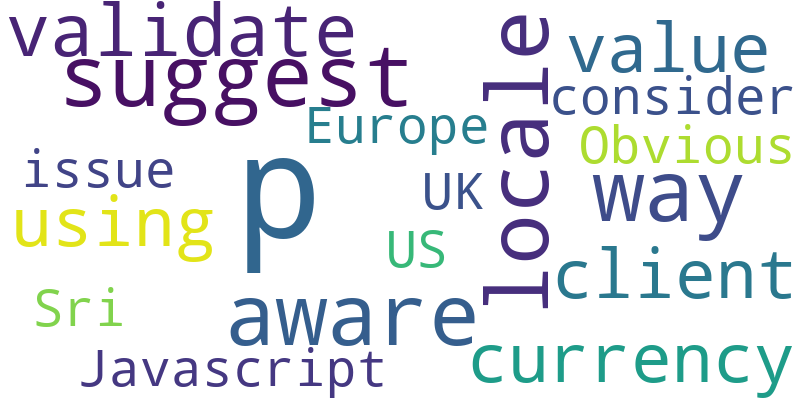 validate
suggest
locale
value
consider
Europe
Obvious
issue
p
UK
way
using
US
client
Sri
aware
Javascript
currency